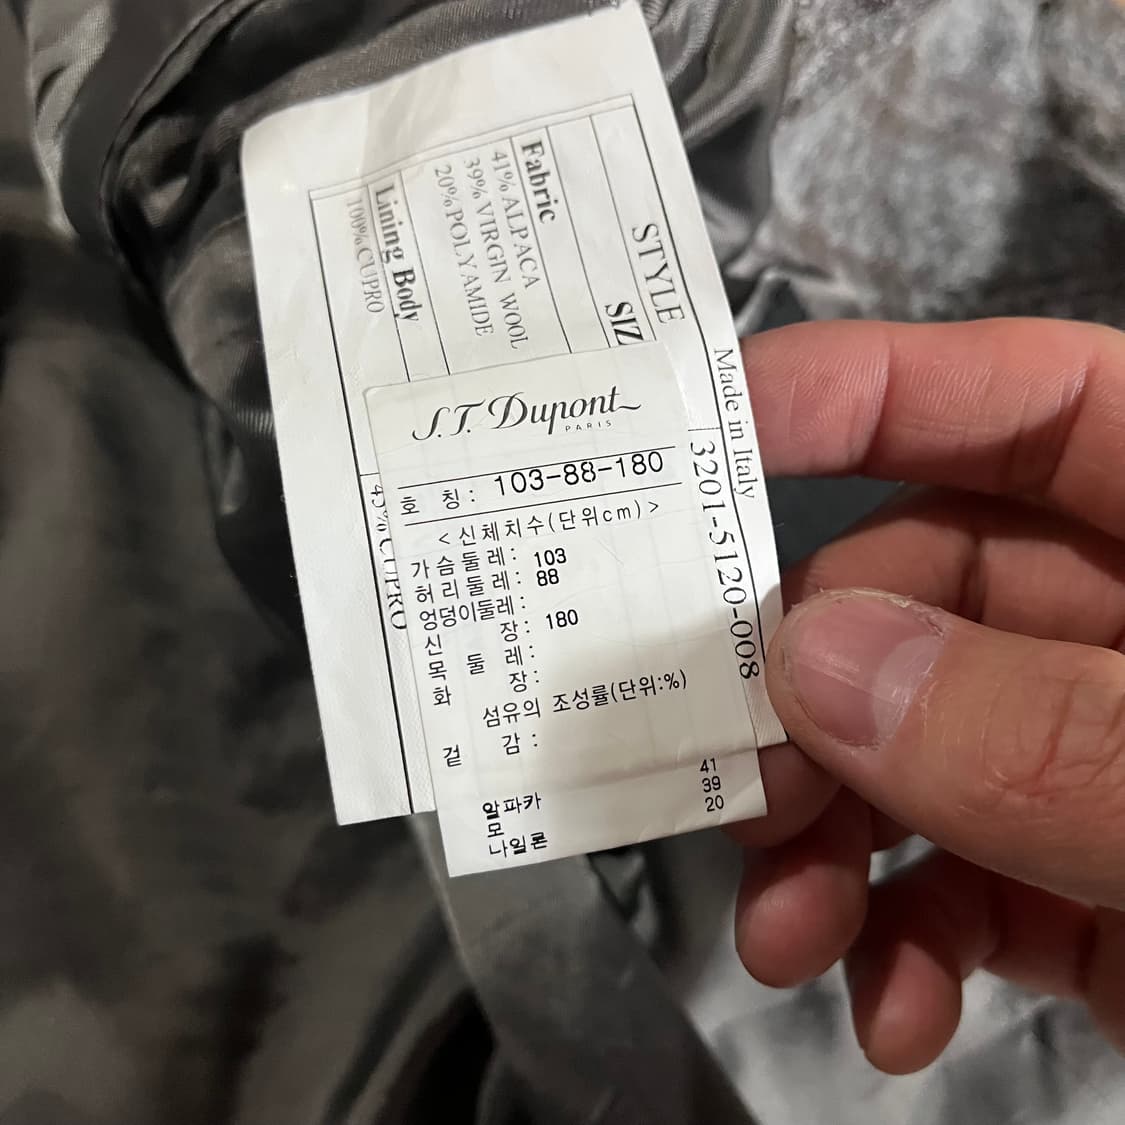 Made in Italy
STYLE 3201-5120-008
SIZ
Fabric
41% ALPACA
39% VIRGIN WOOL
20% POLYAMIDE
Lining Body
100% CUPRO
% CUPRO
S.T. Dupont
PARIS
호 칭: 103-88-180
<신체치수(단위cm)>
가슴둘레: 103
허리둘레: 88
엉덩이둘레:
신 장: 180
목 둘 레:
화 장:
섬유의 조성률(단위:%)
겉 감:
알파카 41
모 39
나일론 20